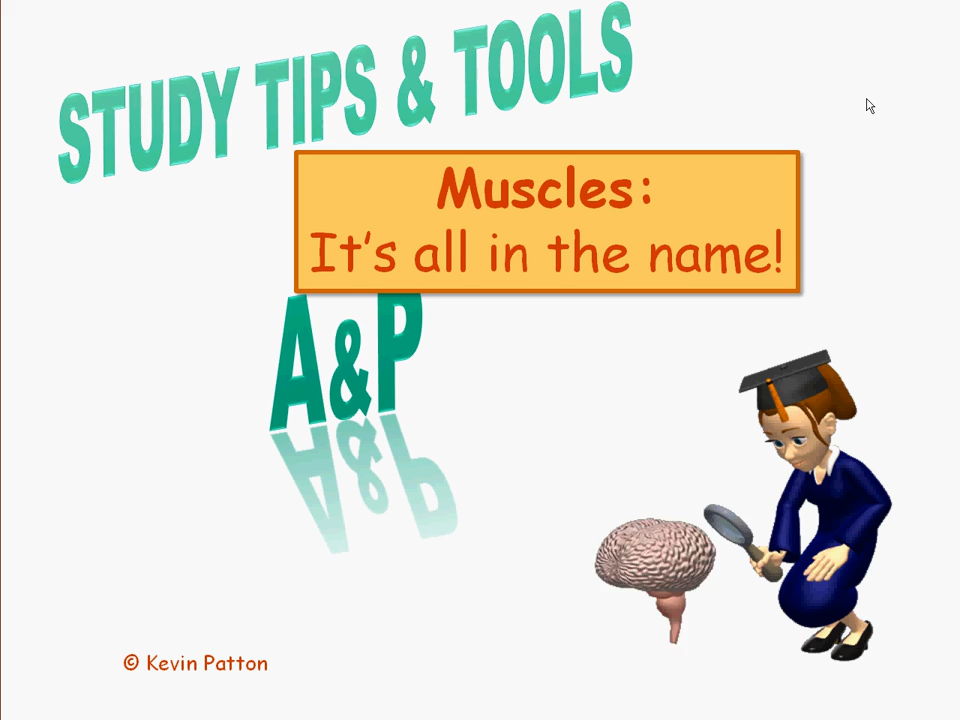 STUDY TIPS & TOOLS
Muscles:
It's all in the name!
A&P
© Kevin Patton